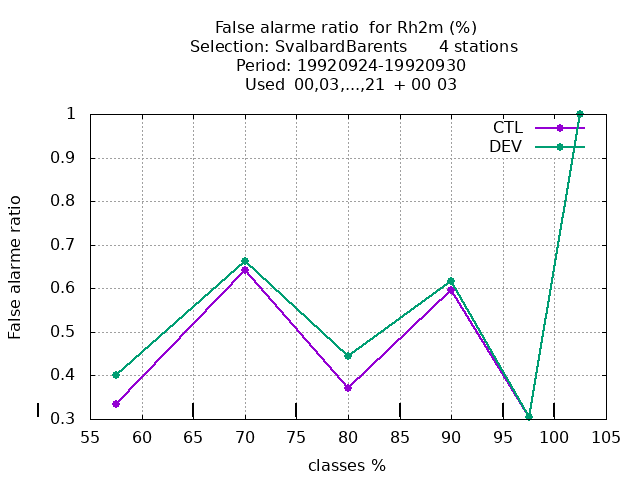 False alarme ratio  for Rh2m (%)
Selection: SvalbardBarents      4 stations
Period: 19920924-19920930
Used  00,03,...,21  + 00 03
CTL
DEV
1
0.9
0.8
0.7
0.6
0.5
0.4
0.3
False alarme ratio
55 60 65 70 75 80 85 90 95 100 105
classes %